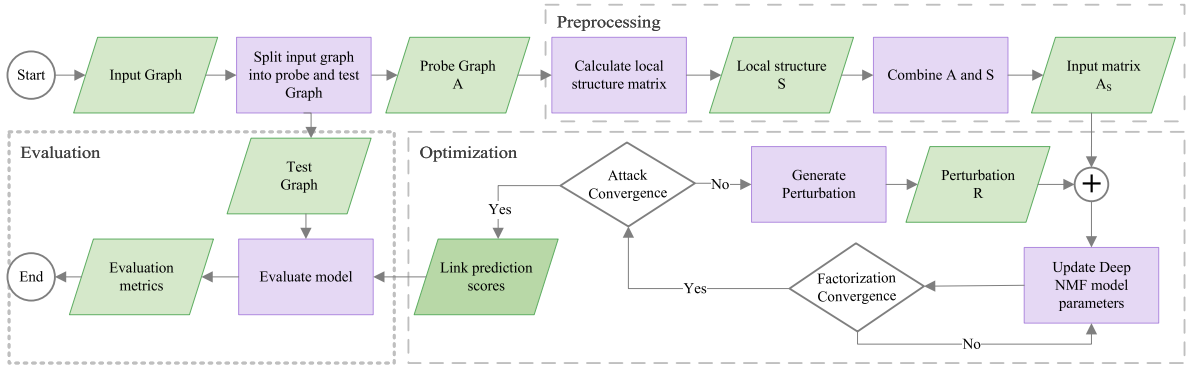 Preprocessing
Start
Input Graph
Split input graph
into probe and test
Graph
Probe Graph
A
Calculate local
structure matrix
Local structure
S
Combine A and S
Input matrix
As
Evaluation
Test
Graph
Optimization
Attack
Convergence
No
Generate
Perturbation
Perturbation
R
+
Yes
End
Evaluation
metrics
Evaluate model
Link prediction
scores
Yes
Factorization
Convergence
Update Deep
NMF model
parameters
No